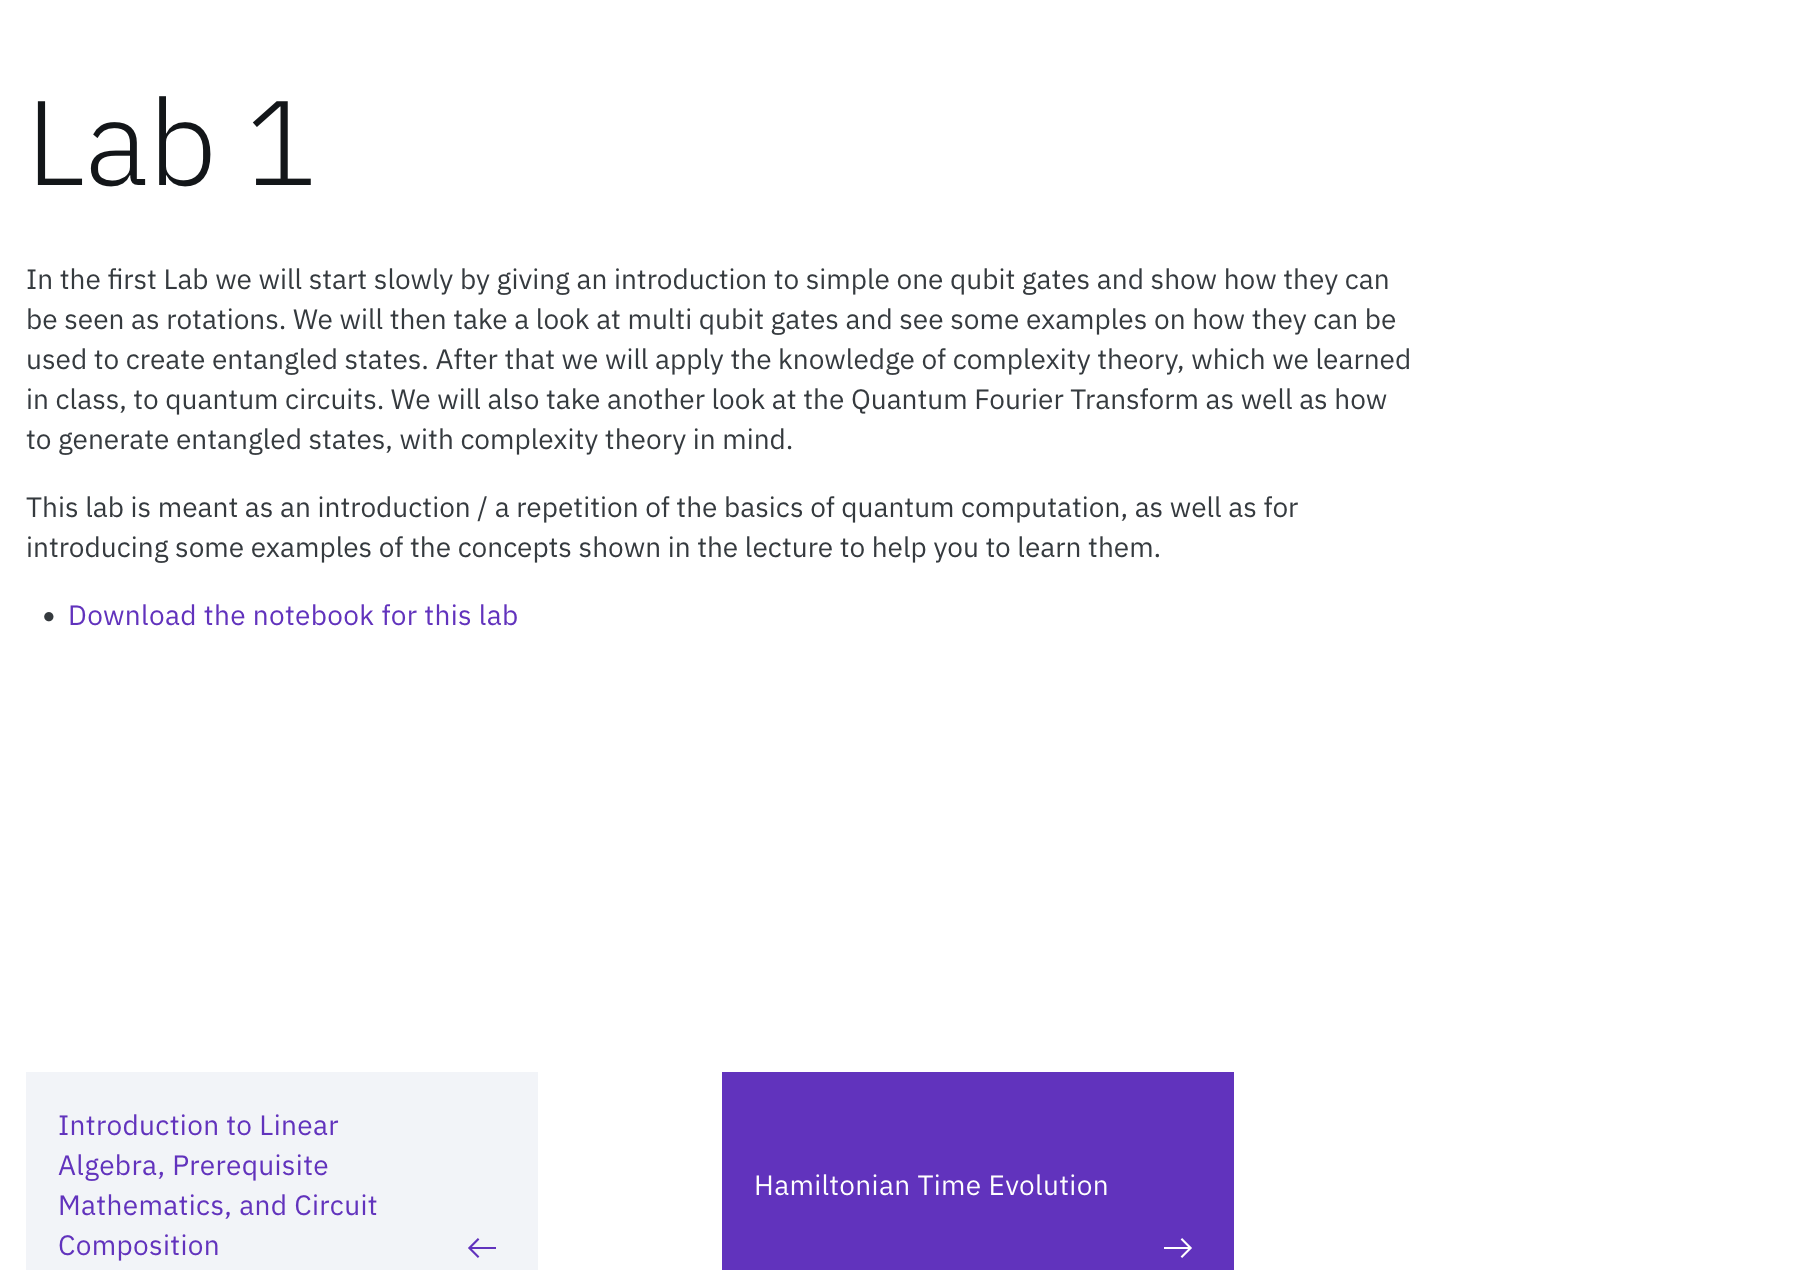 Lab 1
In the first Lab we will start slowly by giving an introduction to simple one qubit gates and show how they can
be seen as rotations. We will then take a look at multi qubit gates and see some examples on how they can be
used to create entangled states. After that we will apply the knowledge of complexity theory, which we learned
in class, to quantum circuits. We will also take another look at the Quantum Fourier Transform as well as how
to generate entangled states, with complexity theory in mind.
This lab is meant as an introduction / a repetition of the basics of quantum computation, as well as for
introducing some examples of the concepts shown in the lecture to help you to learn them.
• Download the notebook for this lab
Introduction to Linear
Algebra, Prerequisite
Mathematics, and Circuit
Composition
←
Hamiltonian Time Evolution
→